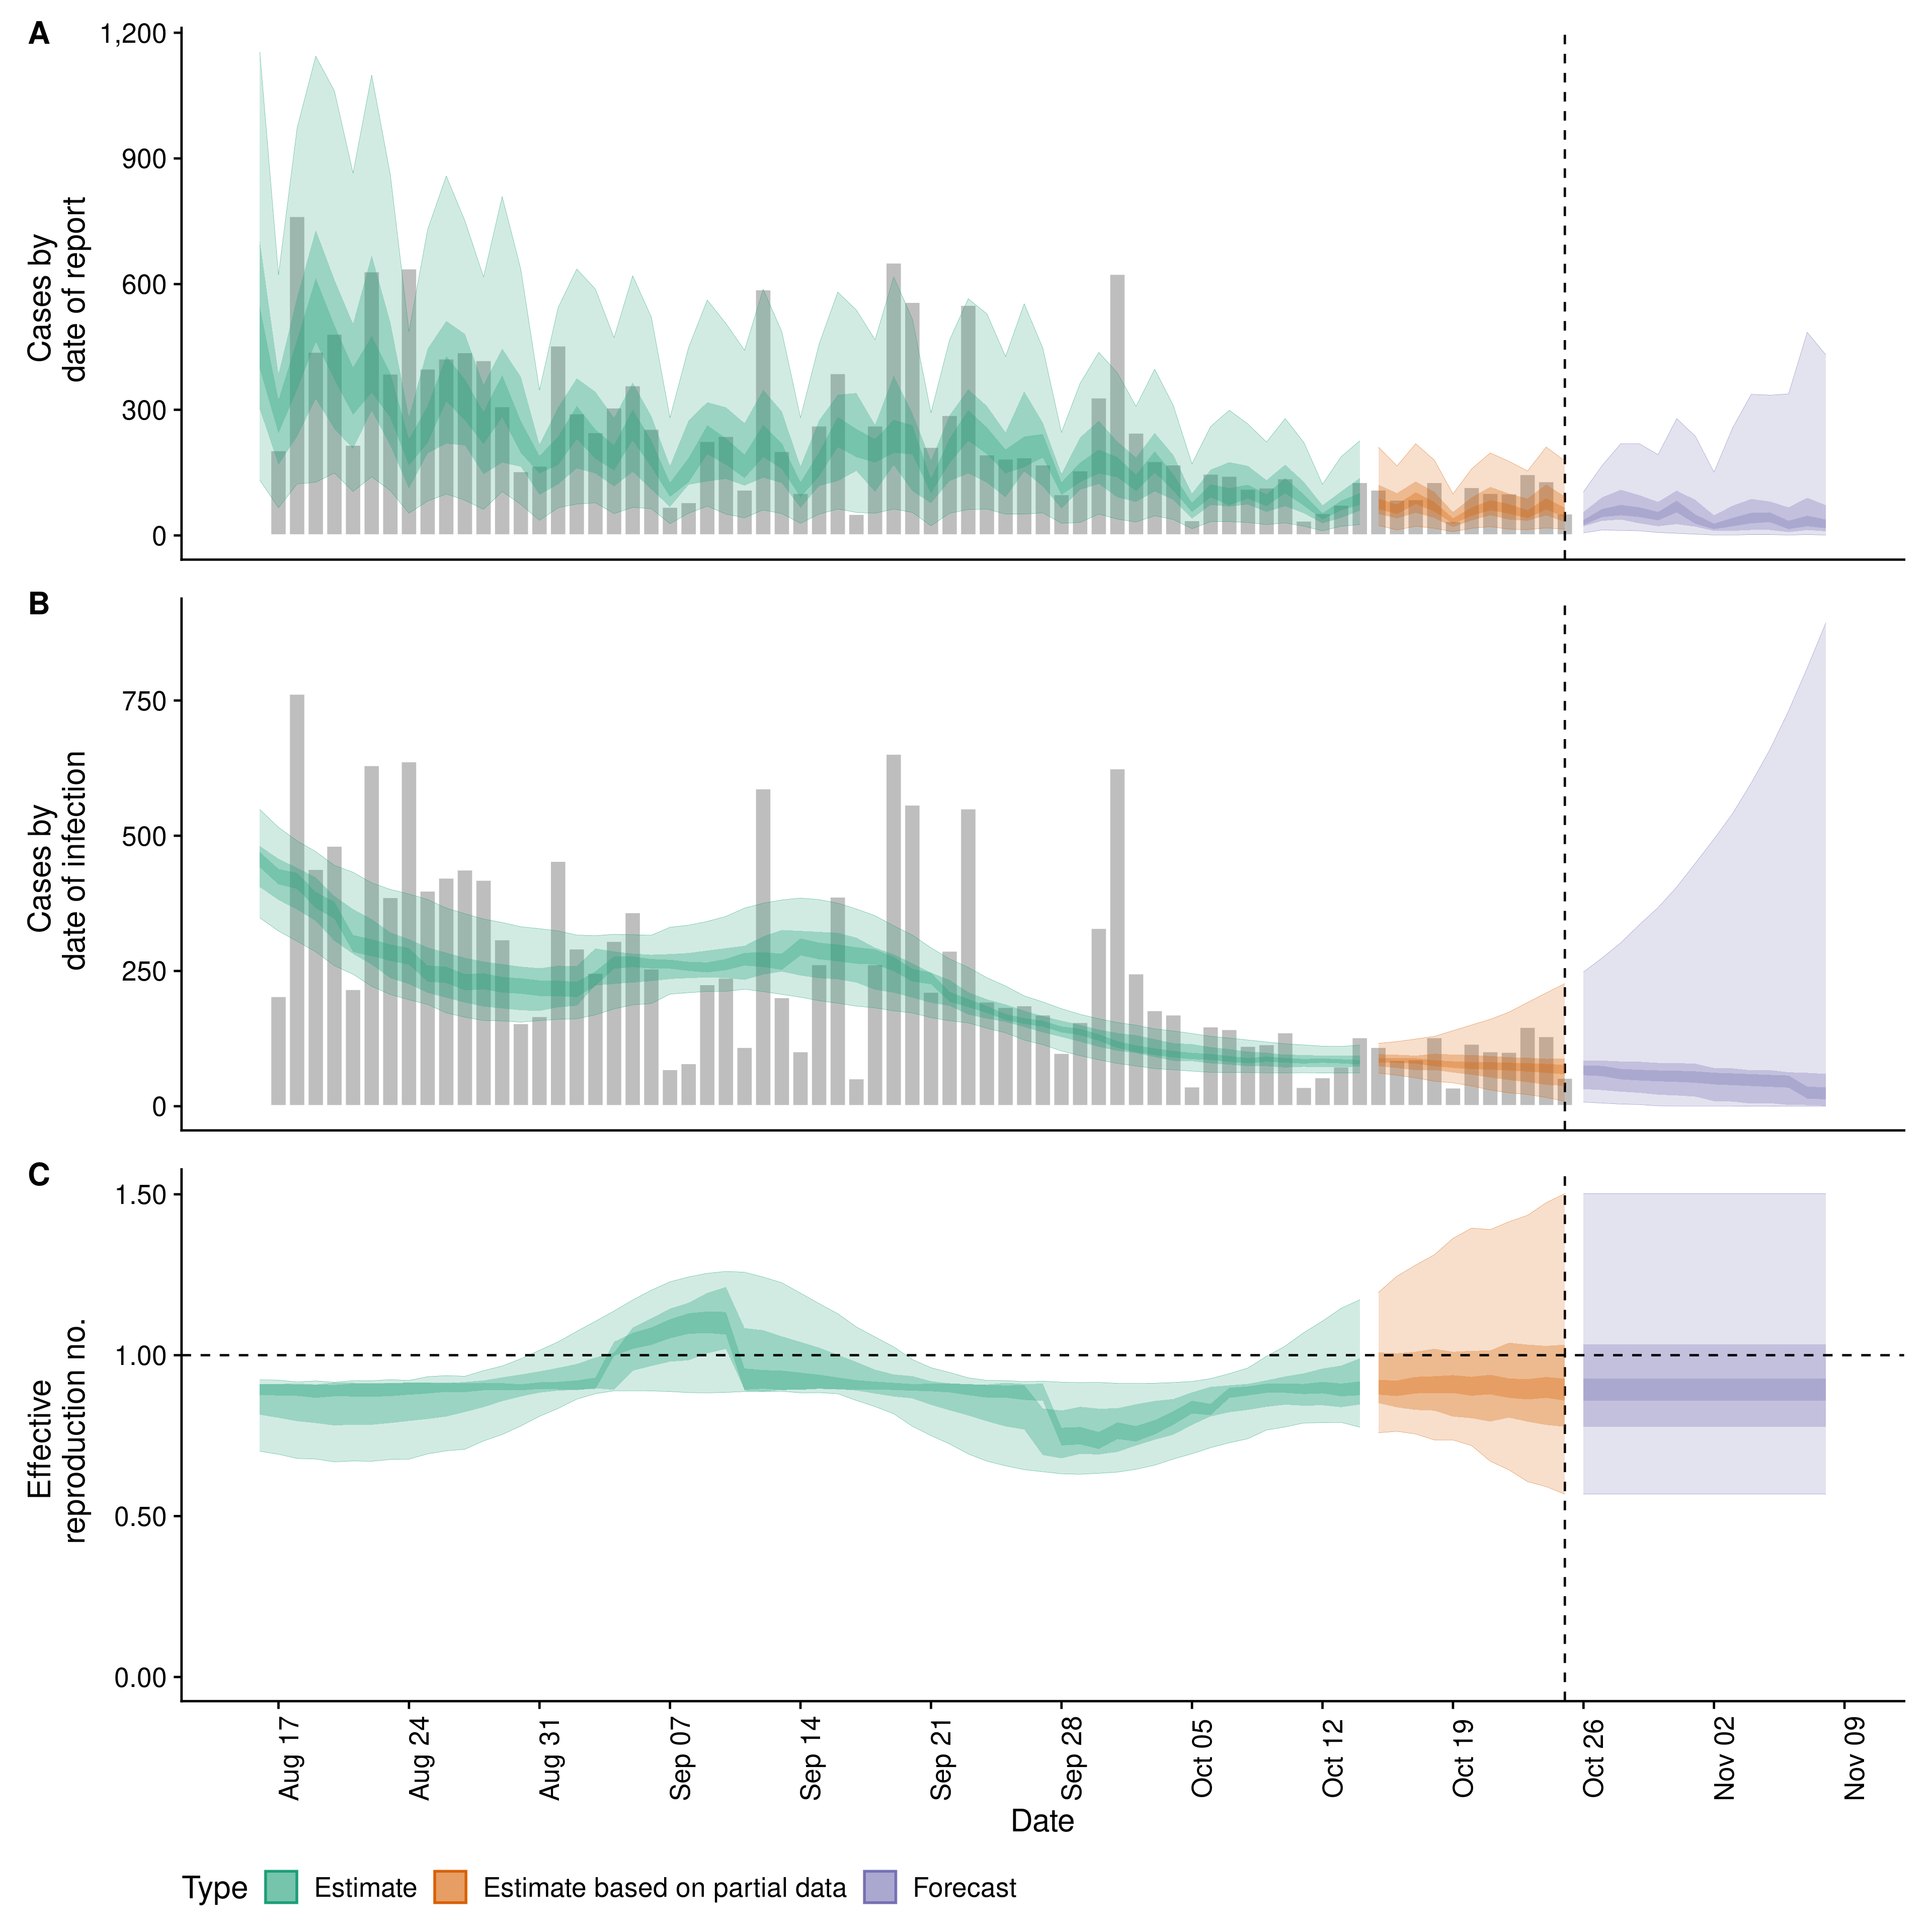 A
Cases by
date of report
1,200
900
600
300
0
B
Cases by
date of infection
750
500
250
0
C
Effective
reproduction no.
1.50
1.00
0.50
0.00
Aug 17
Aug 24
Aug 31
Sep 07
Sep 14
Sep 21
Sep 28
Oct 05
Oct 12
Oct 19
Oct 26
Nov 02
Nov 09
Date
Type Estimate Estimate based on partial data Forecast